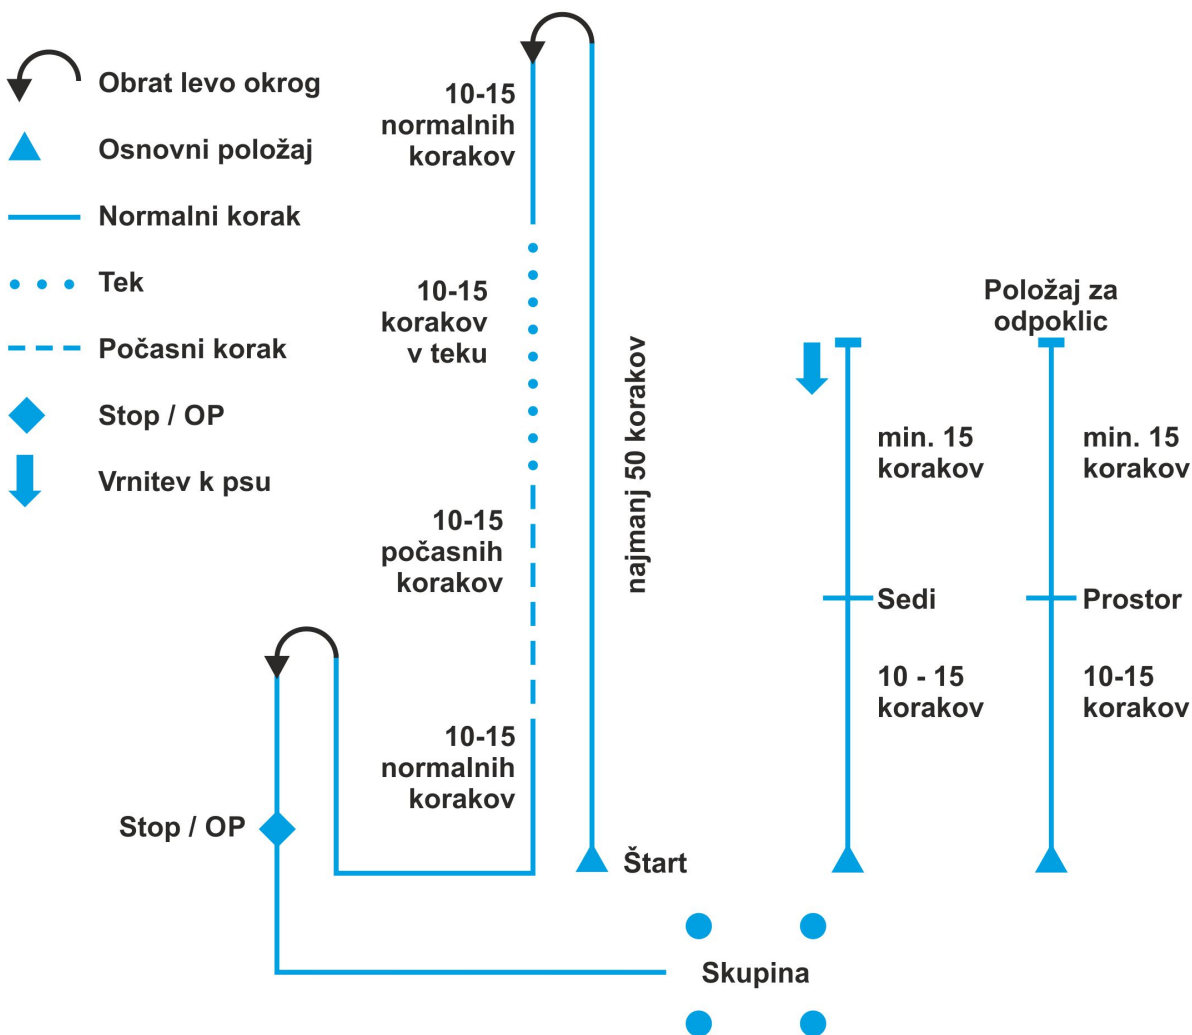 Obrat levo okrog
Osnovni položaj
Normalni korak
Tek
Počasni korak
Stop / OP
Vrnitev k psu
10-15
normalnih
korakov
10-15
korakov
v teku
10-15
počasnih
korakov
10-15
normalnih
korakov
najmanj 50 korakov
Stop / OP
Štart
Skupina
min. 15
korakov
Sedi
10 - 15
korakov
Položaj za
odpoklic
min. 15
korakov
Prostor
10-15
korakov